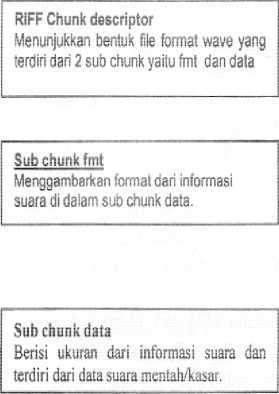 RIFF Chunk descriptor
Menunjukkan bentuk file format wave yang
terdiri dari 2 sub chunk yaitu fmt dan data
Sub chunk fmt
Menggambarkan format dari informasi
suara di dalam sub chunk data.
Sub chunk data
Berisi ukuran dari informasi suara dan
terdiri dari data suara mentah/kasar.